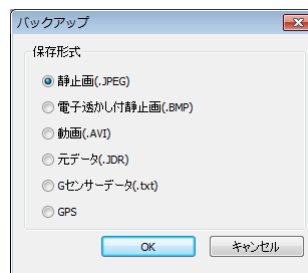 バックアップ
保存形式
静止画(.JPEG)
電子透かし付静止画(.BMP)
動画(.AVI)
元データ(.JDR)
Gセンサーデータ(.txt)
GPS
OK キャンセル